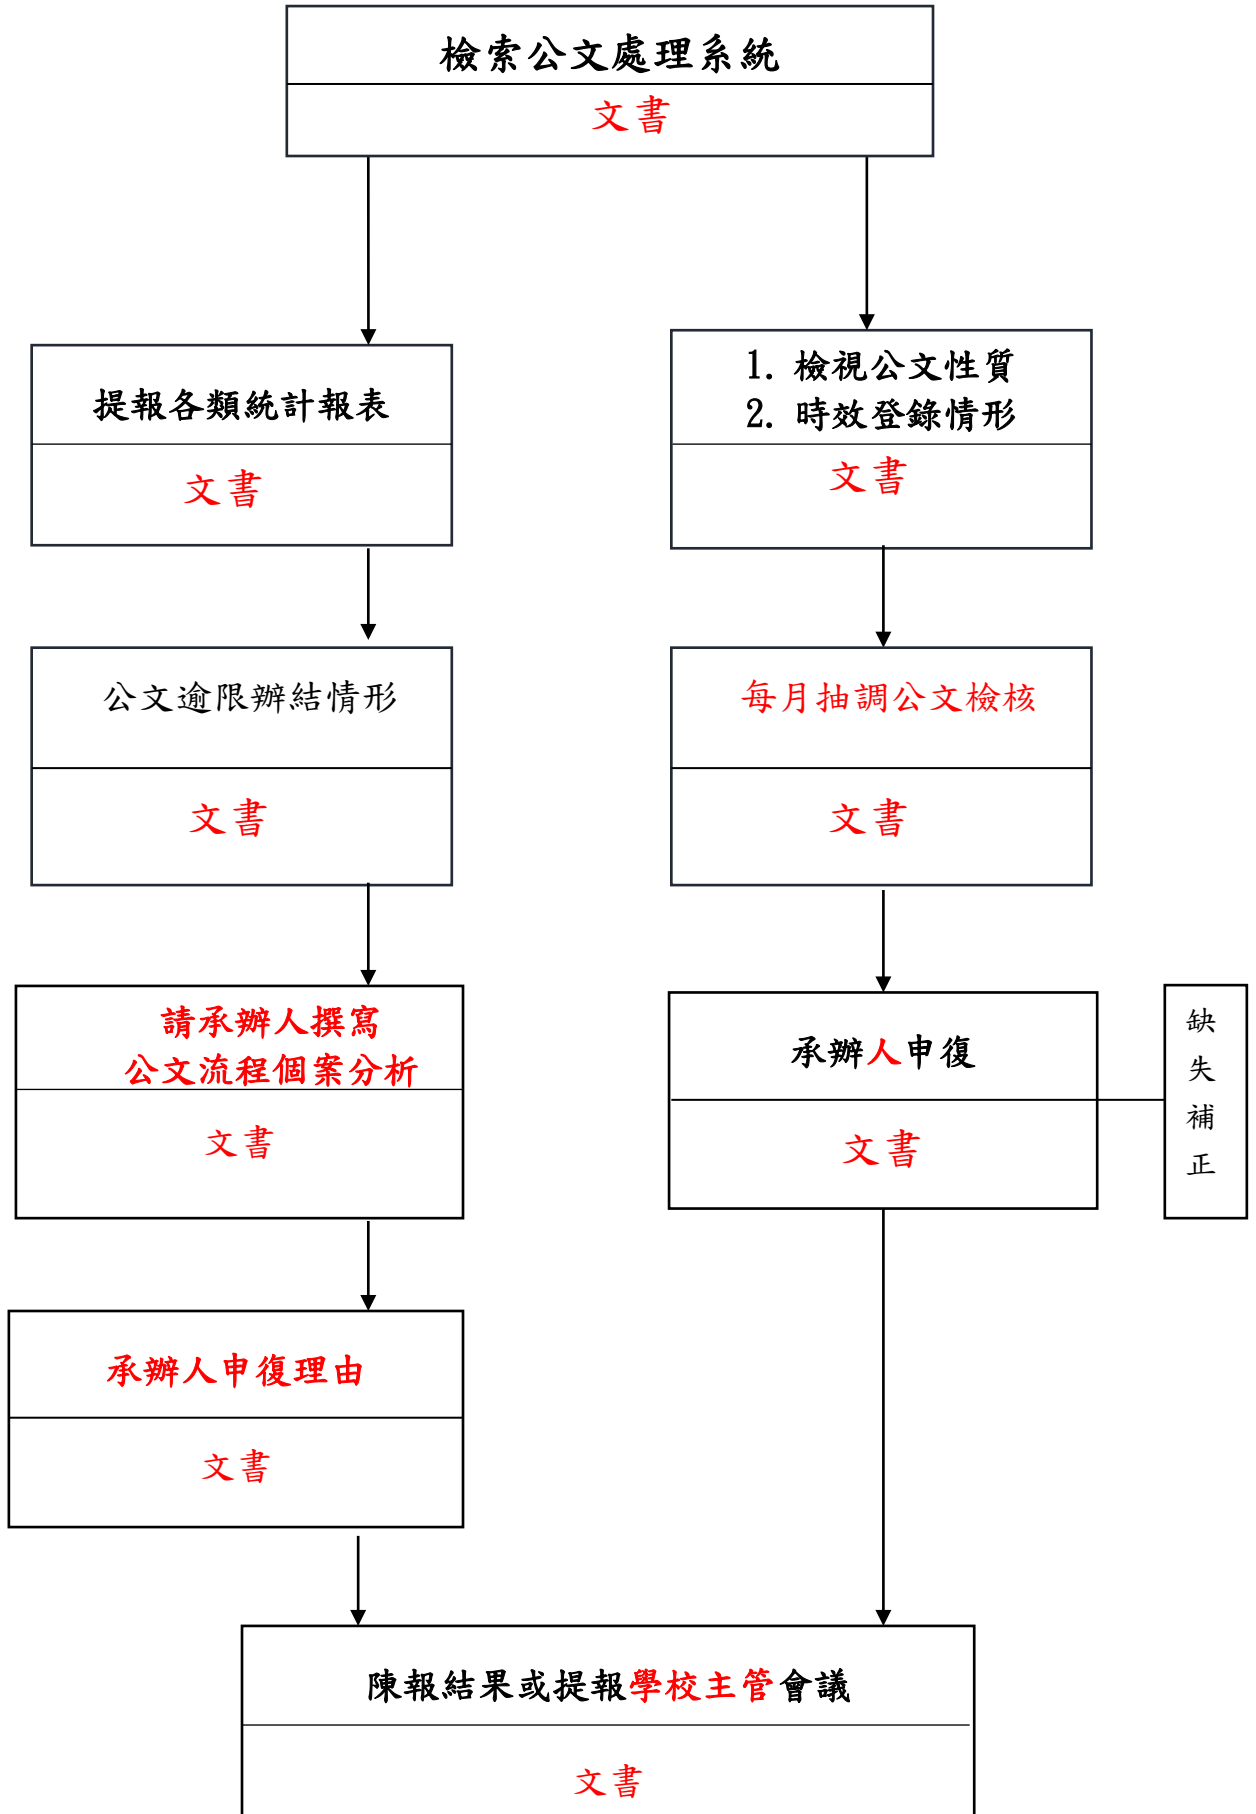 檢索公文處理系統
文書
提報各類統計報表
文書
1. 檢視公文性質
2. 時效登錄情形
文書
公文逾限辦結情形
文書
每月抽調公文檢核
文書
請承辦人撰寫
公文流程個案分析
文書
承辦人申復
文書
缺
失
補
正
承辦人申復理由
文書
陳報結果或提報學校主管會議
文書